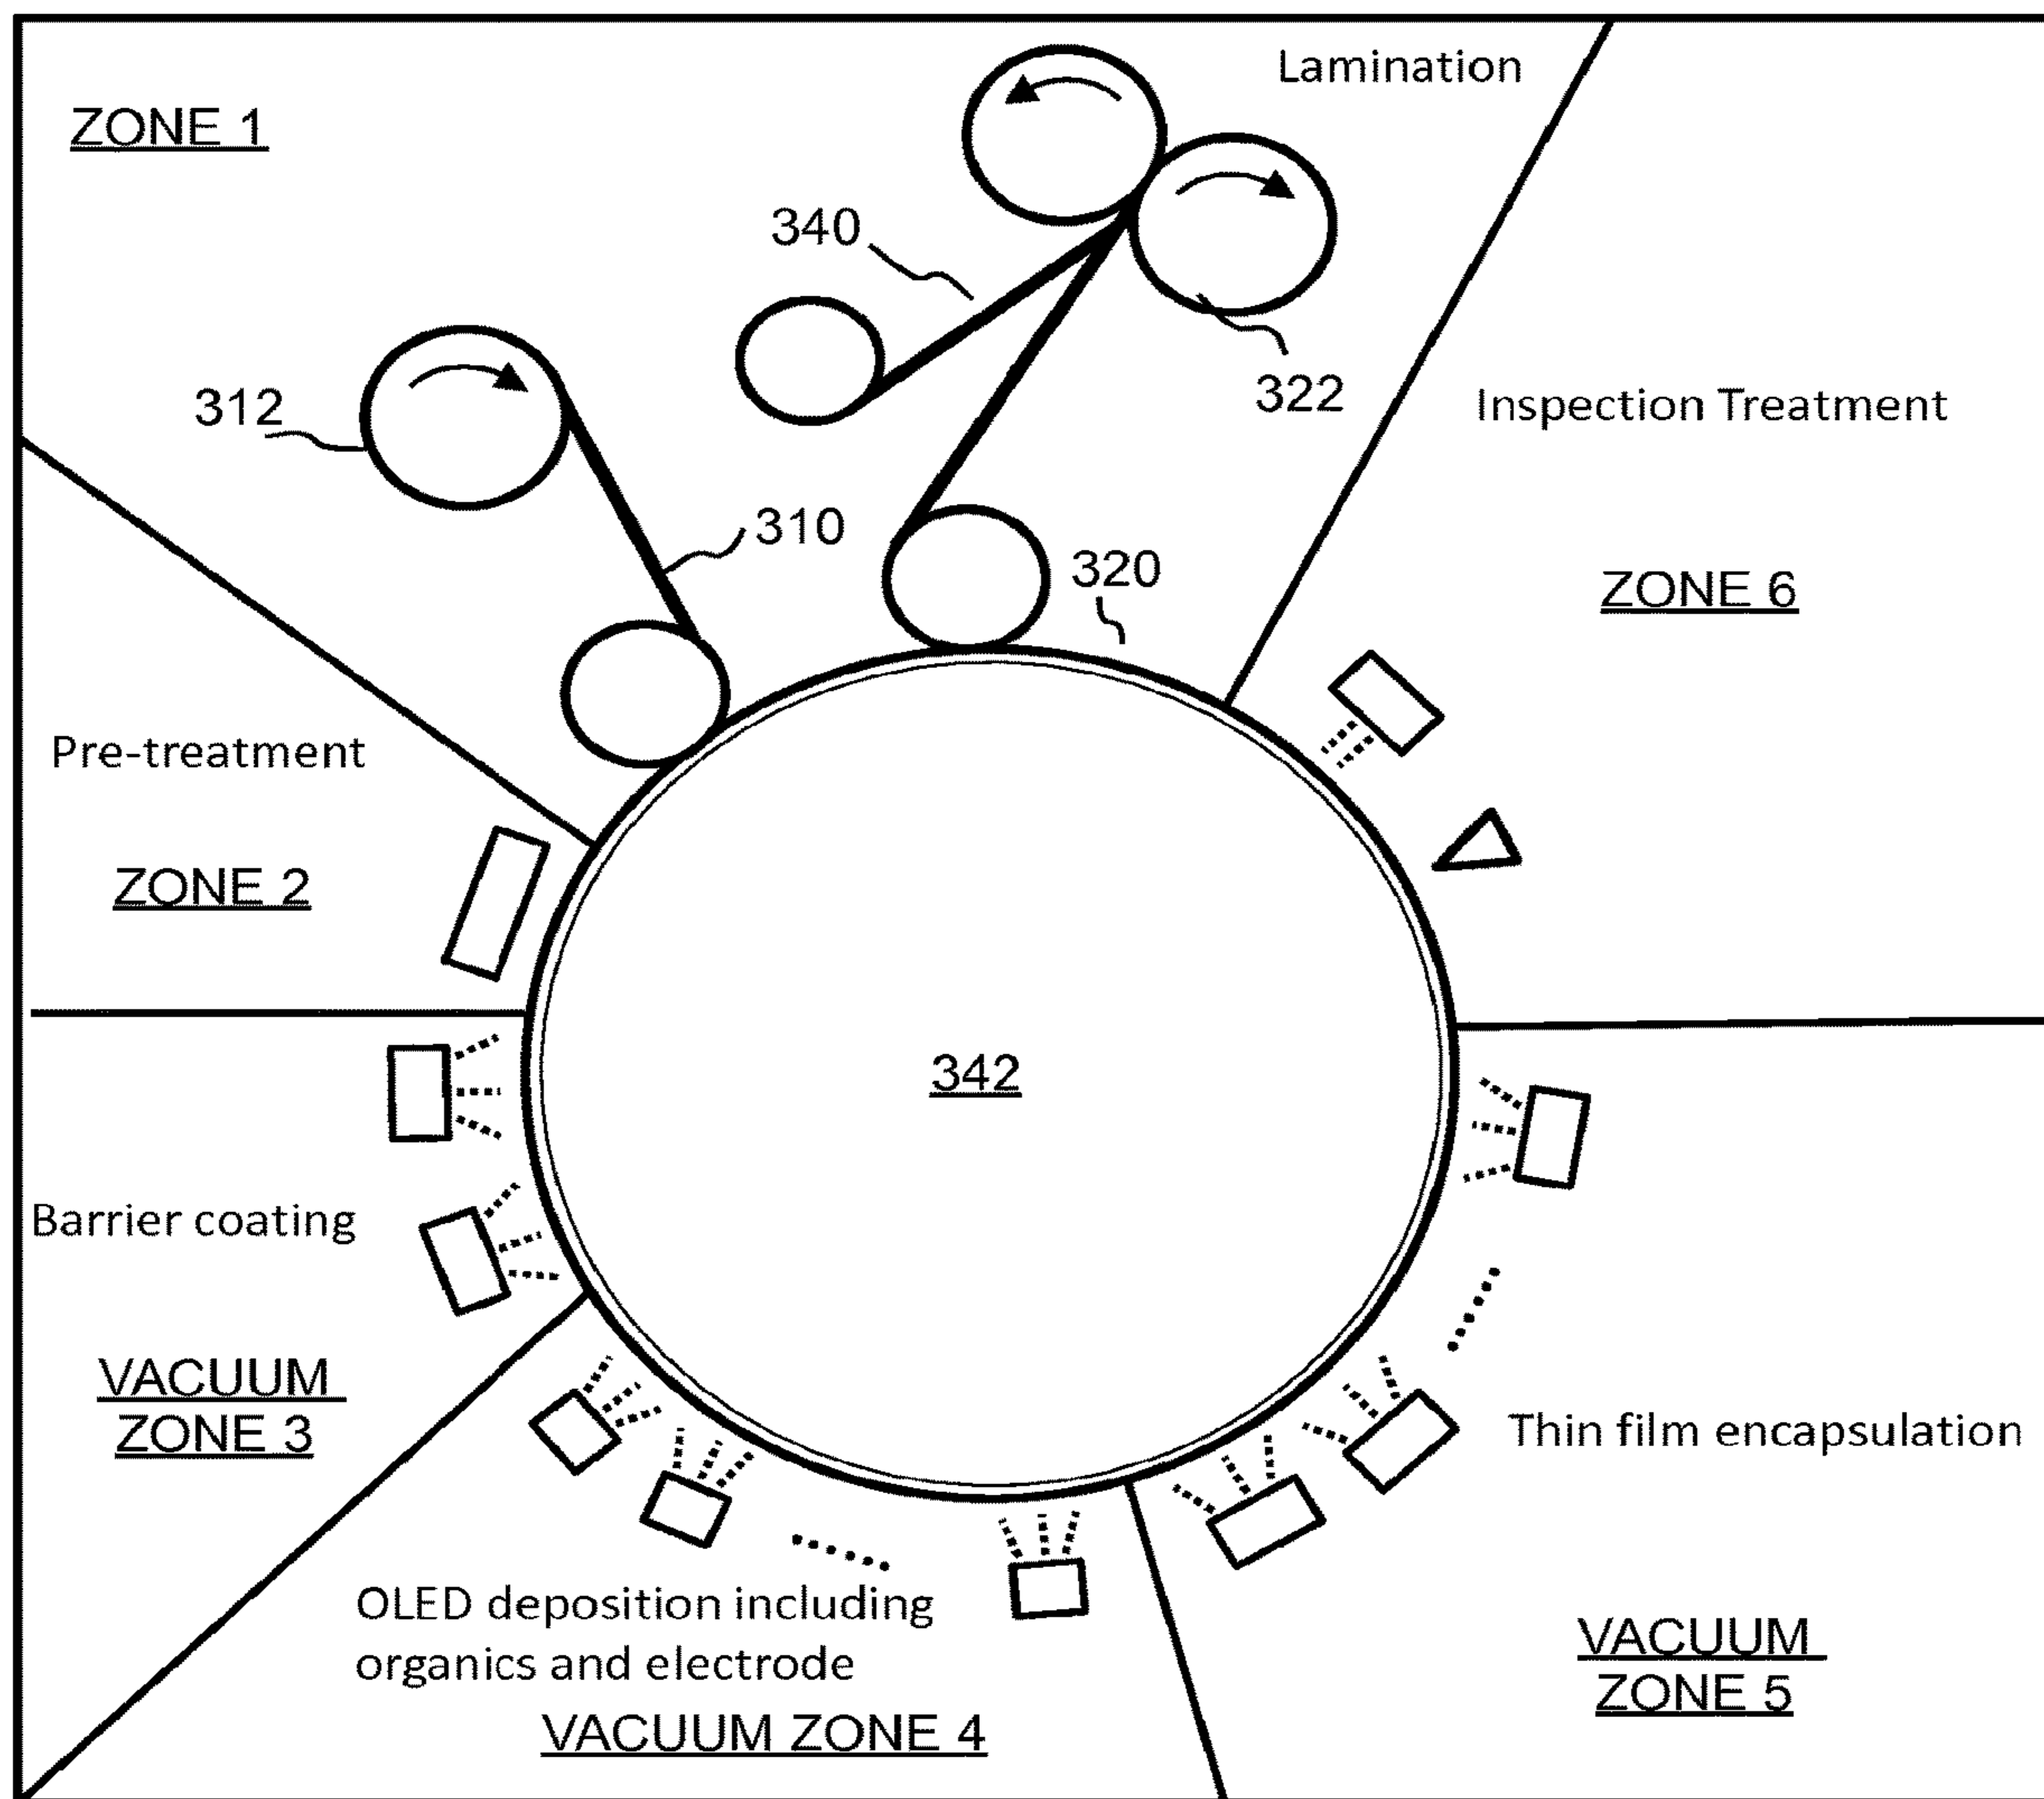 Lamination
ZONE 1
340
312
322
Inspection Treatment
310
320
ZONE 6
Pre-treatment
ZONE 2
342
Barrier coating
VACUUM
ZONE 3
Thin film encapsulation
OLED deposition including
organics and electrode
VACUUM ZONE 4
VACUUM
ZONE 5